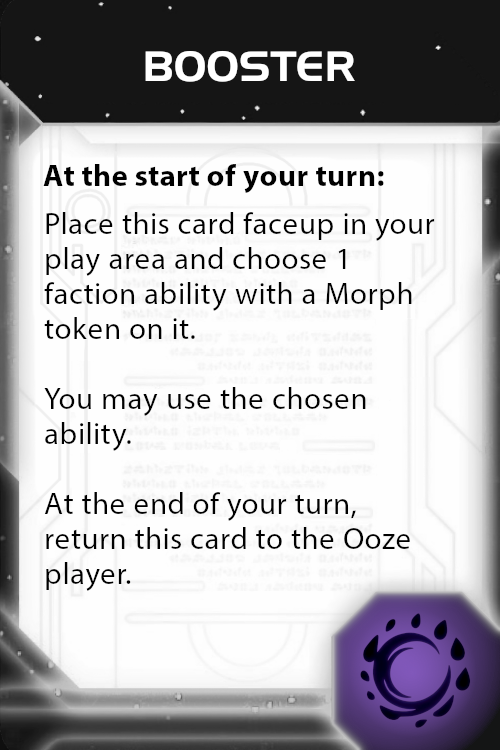 BOOSTER
At the start of your turn:
Place this card faceup in your
play area and choose 1
faction ability with a Morph
token on it.
You may use the chosen
ability.
At the end of your turn,
return this card to the Ooze
player.